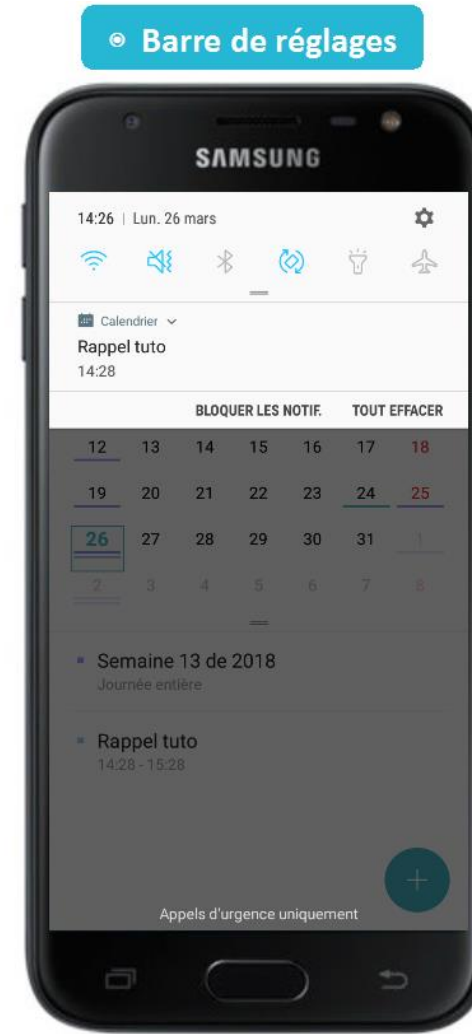 Barre de réglages
SAMSUNG
14:26 | Lun. 26 mars
Calendrier
Rappel tuto
14:28
BLOQUER LES NOTIF. TOUT EFFACER
12 13 14 15 16 17 18
19 20 21 22 23 24 25
26 27 28 29 30 31 1
2 3 4 5 6 7 8
Semaine 13 de 2018
Journée entière
Rappel tuto
14:28 - 15:28
Appels d'urgence uniquement